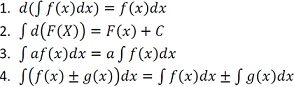 1. d(∫ f(x)dx) = f(x)dx
2. ∫ d(F(X)) = F(x) + C
3. ∫ af(x)dx = a ∫ f(x)dx
4. ∫(f(x) ± g(x))dx = ∫ f(x)dx ± ∫ g(x)dx